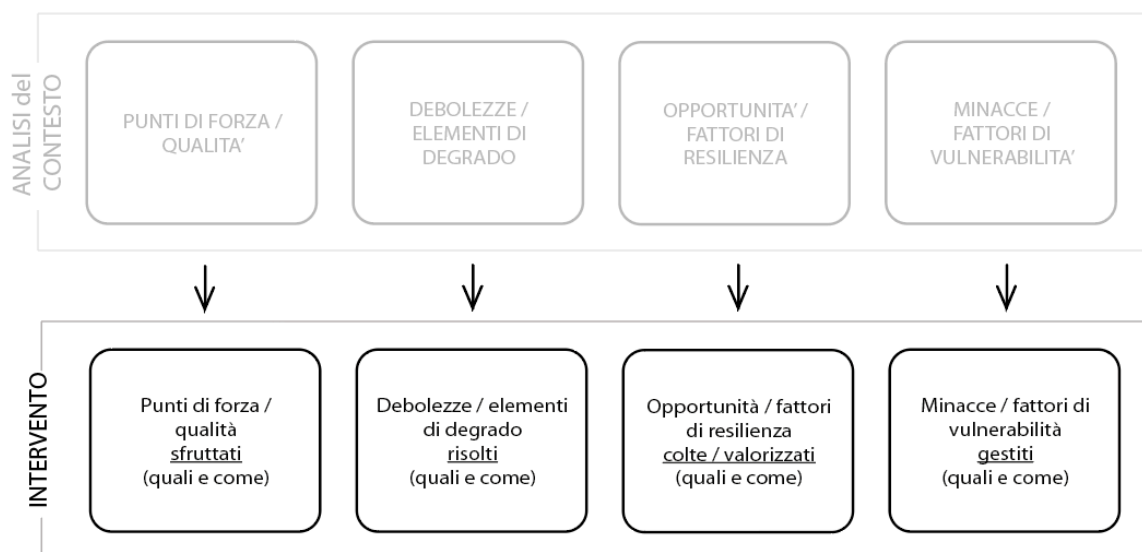 ANALISI del
CONTESTO
PUNTI DI FORZA /
QUALITA'
DEBOLEZZE /
ELEMENTI DI
DEGRADO
OPPORTUNITA' /
FATTORI DI
RESILIENZA
MINACCE /
FATTORI DI
VULNERABILITA'
INTERVENTO
Punti di forza /
qualità
sfruttati
(quali e come)
Debolezze / elementi
di degrado
risolti
(quali e come)
Opportunità / fattori
di resilienza
colte / valorizzati
(quali e come)
Minacce / fattori di
vulnerabilità
gestiti
(quali e come)